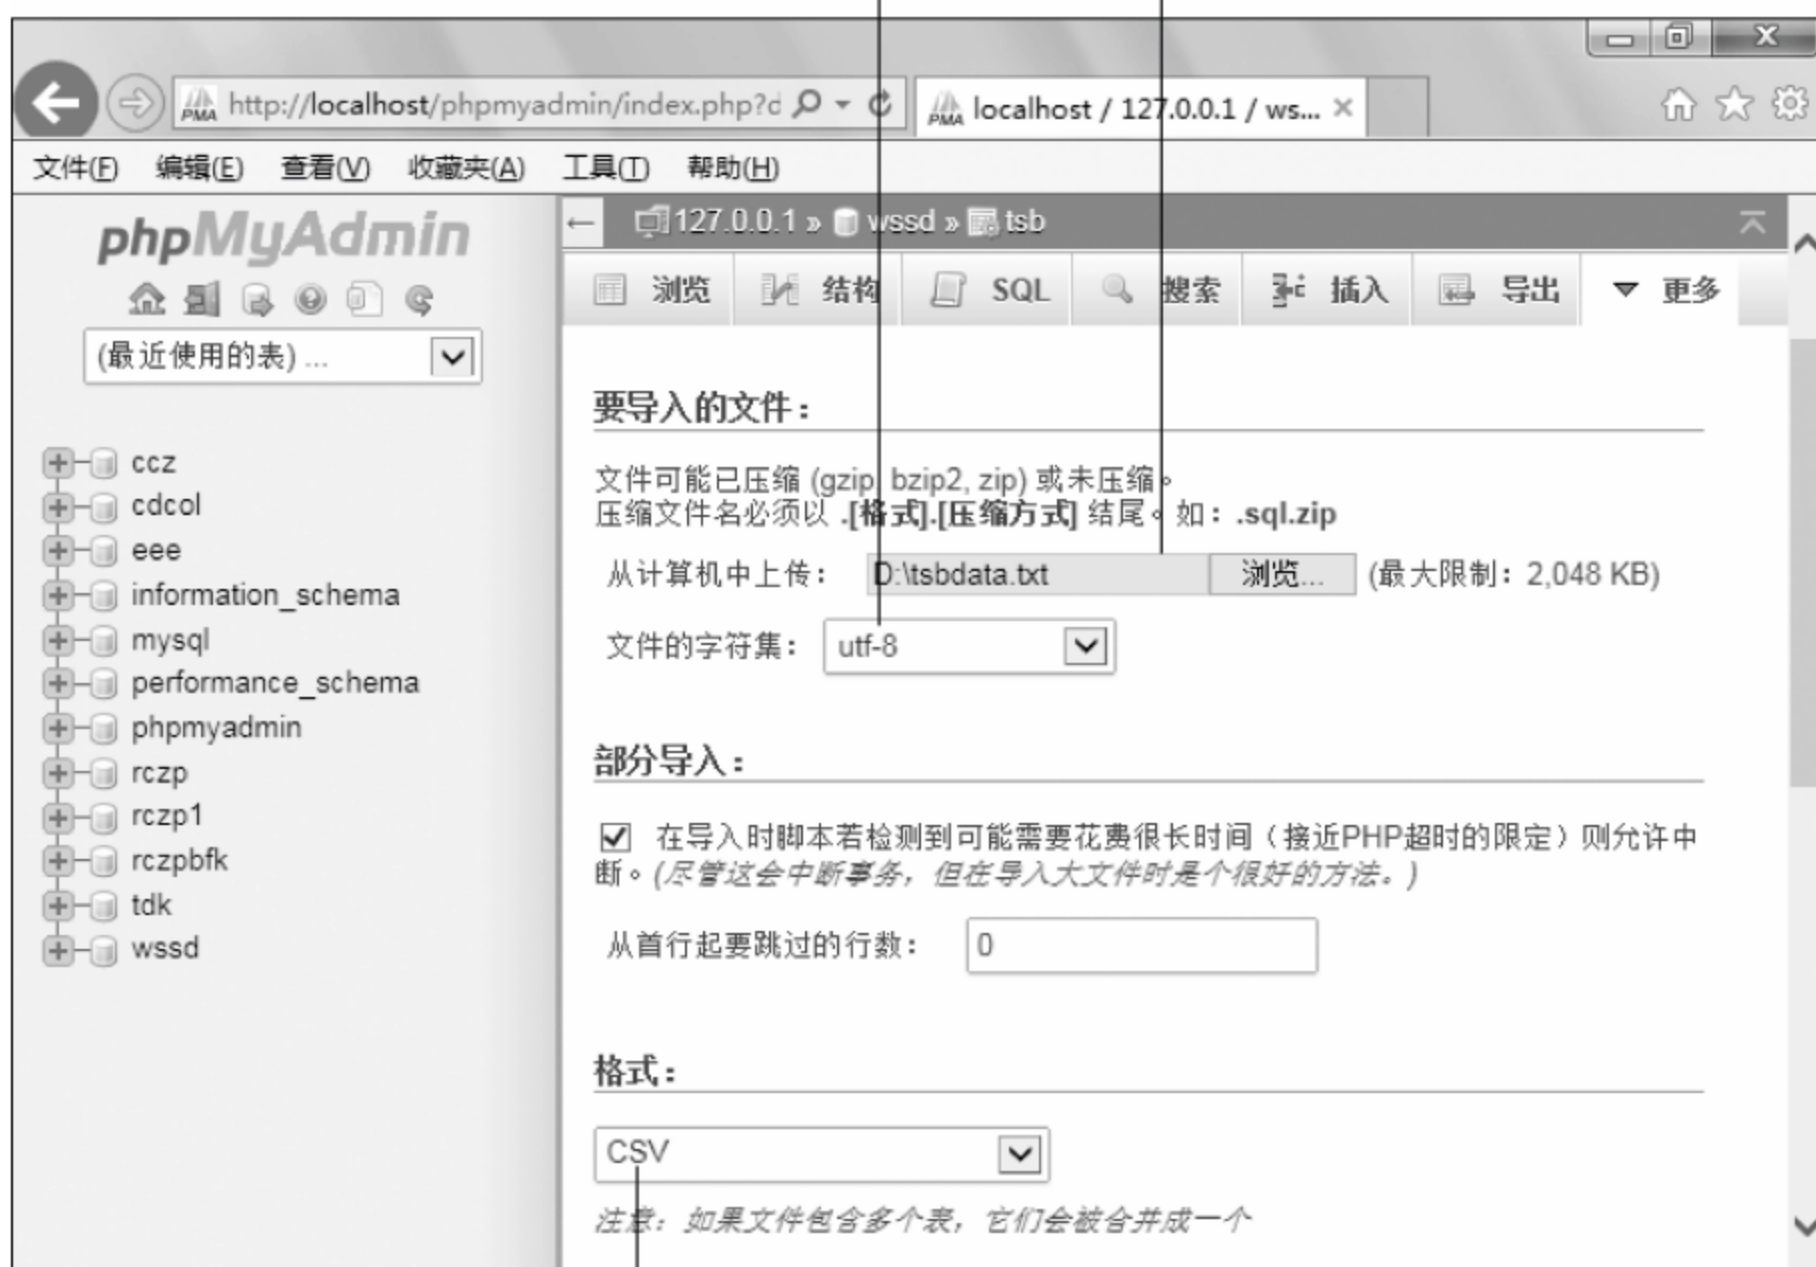 http://localhost/phpmyadmin/index.php?d
PMA
PMA localhost / 127.0.0.1 / ws...
文件(F) 编辑(E) 查看(V) 收藏夹(A) 工具(T) 帮助(H)
phpMyAdmin
(最近使用的表) ...
ccz
cdcol
eee
information_schema
mysql
performance_schema
phpmyadmin
rczp
rczp1
rczpbfk
tdk
wssd
127.0.0.1 » wssd » tsb
浏览 结构 SQL 搜索 插入 导出 更多
要导入的文件：
文件可能已压缩 (gzip, bzip2, zip) 或未压缩。
压缩文件名必须以 .[格式].[压缩方式] 结尾。如：.sql.zip
从计算机中上传： D:\tsbdata.txt 浏览... (最大限制：2,048 KB)
文件的字符集： utf-8
部分导入：
在导入时脚本若检测到可能需要花费很长时间（接近PHP超时的限定）则允许中
断。(尽管这会中断事务，但在导入大文件时是个很好的方法。)
从首行起要跳过的行数： 0
格式：
CSV
注意：如果文件包含多个表，它们会被合并成一个